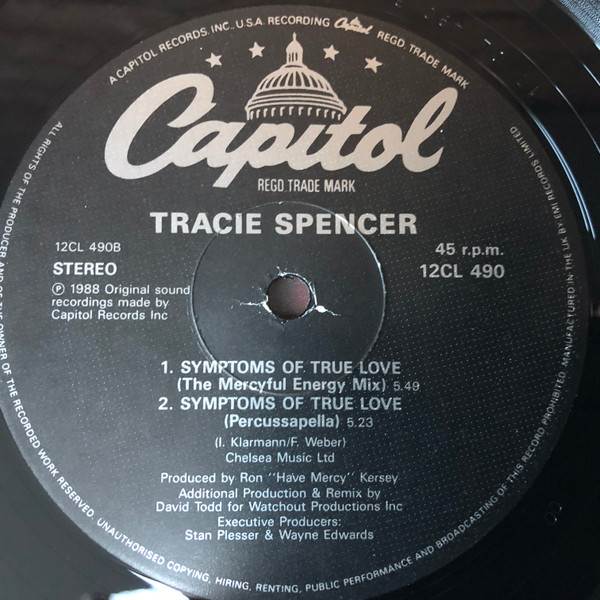 A CAPITOL RECORDS, INC., U.S.A. RECORDING Capitol REGD. TRADE MARK
Capitol
REGD TRADE MARK
TRACIE SPENCER
12CL 490B
45 r.p.m.
STEREO
12CL 490
℗ 1988 Original sound
recordings made by
Capitol Records Inc
1. SYMPTOMS OF TRUE LOVE
(The Mercyful Energy Mix) 5.49
2. SYMPTOMS OF TRUE LOVE
(Percussapella) 5.23
(I. Klarmann/F. Weber)
Chelsea Music Ltd
Produced by Ron "Have Mercy" Kersey
Additional Production & Remix by
David Todd for Watchout Productions Inc
Executive Producers:
Stan Plesser & Wayne Edwards
ALL RIGHTS OF THE PRODUCER AND OF THE OWNER OF THE RECORDED WORK RESERVED. UNAUTHORISED COPYING, HIRING, RENTING, PUBLIC PERFORMANCE AND BROADCASTING OF THIS RECORD PROHIBITED. MANUFACTURED IN THE UK BY EMI RECORDS LIMITED